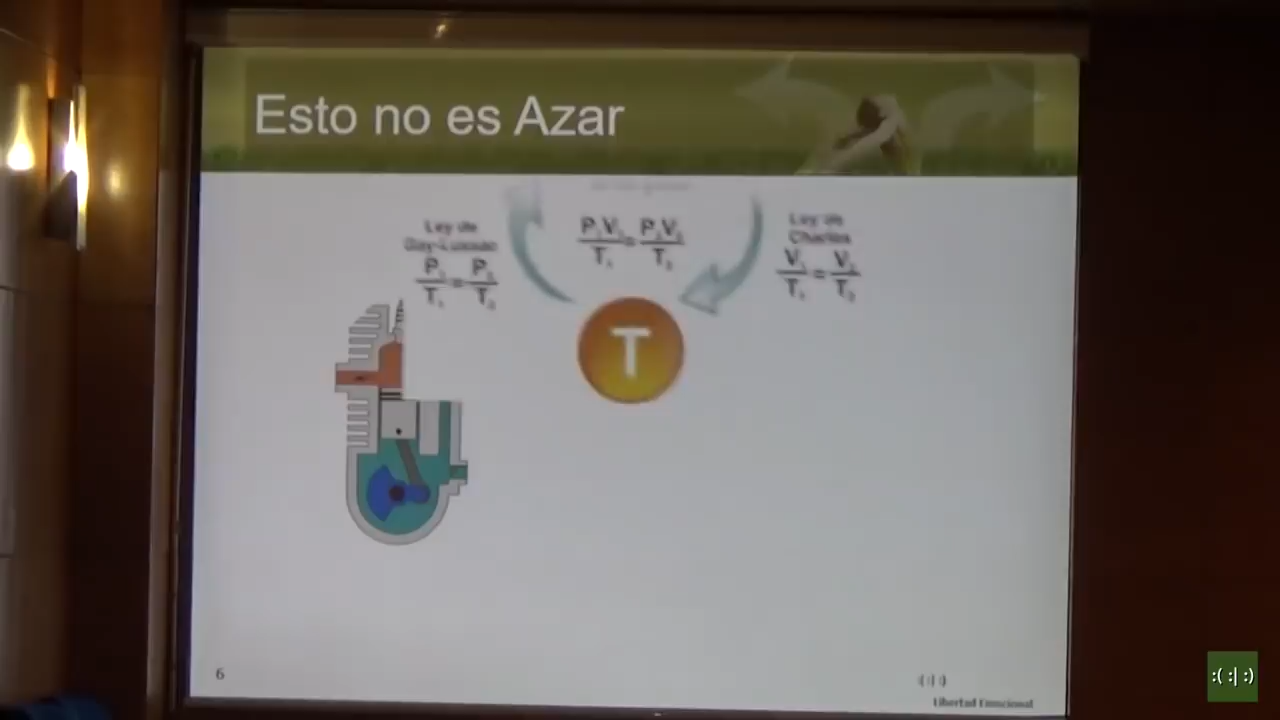 Esto no es Azar
Ley de
Gay-Lussac
P₁/T₁ = P₂/T₂
P₁V₁/T₁ = P₂V₂/T₂
Ley de
Charles
V₁/T₁ = V₂/T₂
T
6
:( :| :)
Libertad Emocional
:( :| :)